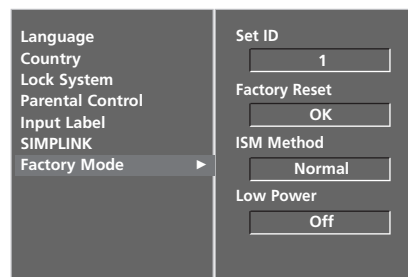 Language
Country
Lock System
Parental Control
Input Label
SIMPLINK
Factory Mode ►
Set ID
1
Factory Reset
OK
ISM Method
Normal
Low Power
Off